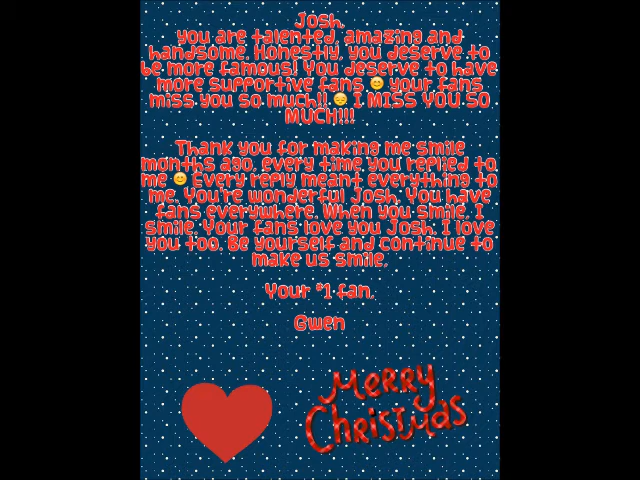 Josh,
you are talented, amazing and
handsome. Honestly, you deserve to
be more famous! You deserve to have
more supportive fans 😊 your fans
miss you so much!! 😔 I MISS YOU SO
MUCH!!!
Thank you for making me smile
months ago, every time you replied to
me 😊 Every reply meant everything to
me. You're wonderful Josh. You have
fans everywhere. When you smile, I
smile. Your fans love you Josh. I love
you too. Be yourself and continue to
make us smile.
Your #1 fan,
Gwen
Merry
Christmas